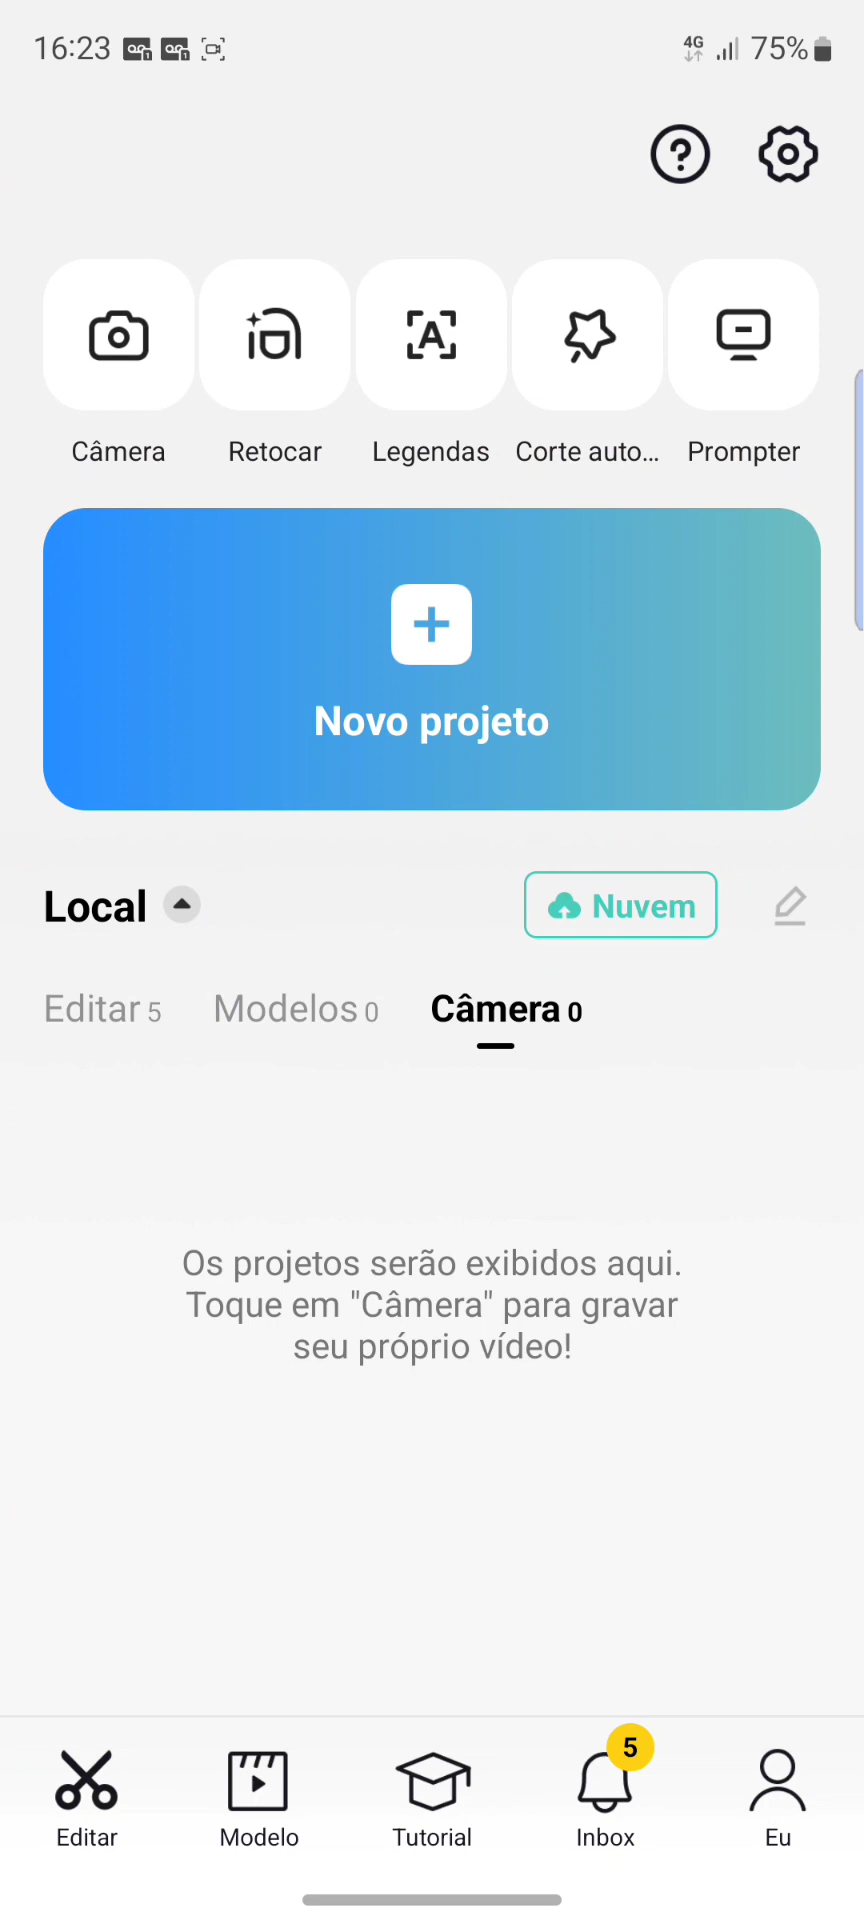 16:23
4G 75%
Câmera
Retocar
Legendas
Corte auto...
Prompter
Novo projeto
Local
Nuvem
Editar 5
Modelos 0
Câmera 0
Os projetos serão exibidos aqui.
Toque em "Câmera" para gravar
seu próprio vídeo!
5
Editar
Modelo
Tutorial
Inbox
Eu